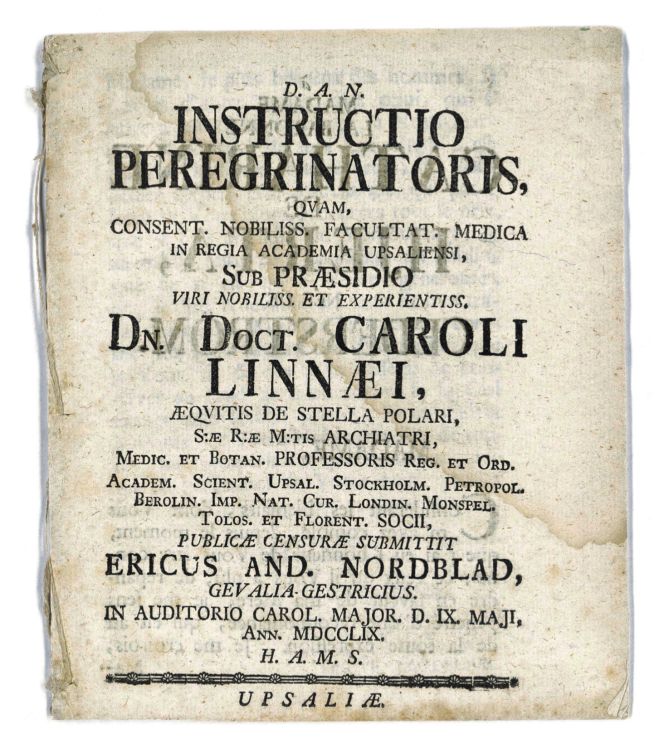 D. A. N.
INSTRUCTIO
PEREGRINATORIS,
QVAM,
CONSENT. NOBILISS. FACULTAT. MEDICA
IN REGIA ACADEMIA UPSALIENSI,
SUB PRÆSIDIO
VIRI NOBILISS. ET EXPERIENTISS.
DN. DOCT. CAROLI
LINNÆI,
ÆQVITIS DE STELLA POLARI,
S:Æ R:Æ M:TIS ARCHIATRI,
MEDIC. ET BOTAN. PROFESSORIS REG. ET ORD.
ACADEM. SCIENT. UPSAL. STOCKHOLM. PETROPOL.
BEROLIN. IMP. NAT. CUR. LONDIN. MONSPEL.
TOLOS. ET FLORENT. SOCII,
PUBLICÆ CENSURÆ SUBMITTIT
ERICUS AND. NORDBLAD,
GEVALIA-GESTRICIUS.
IN AUDITORIO CAROL. MAJOR. D. IX. MAJI,
ANN. MDCCLIX.
H. A. M. S.
UPSALIÆ.